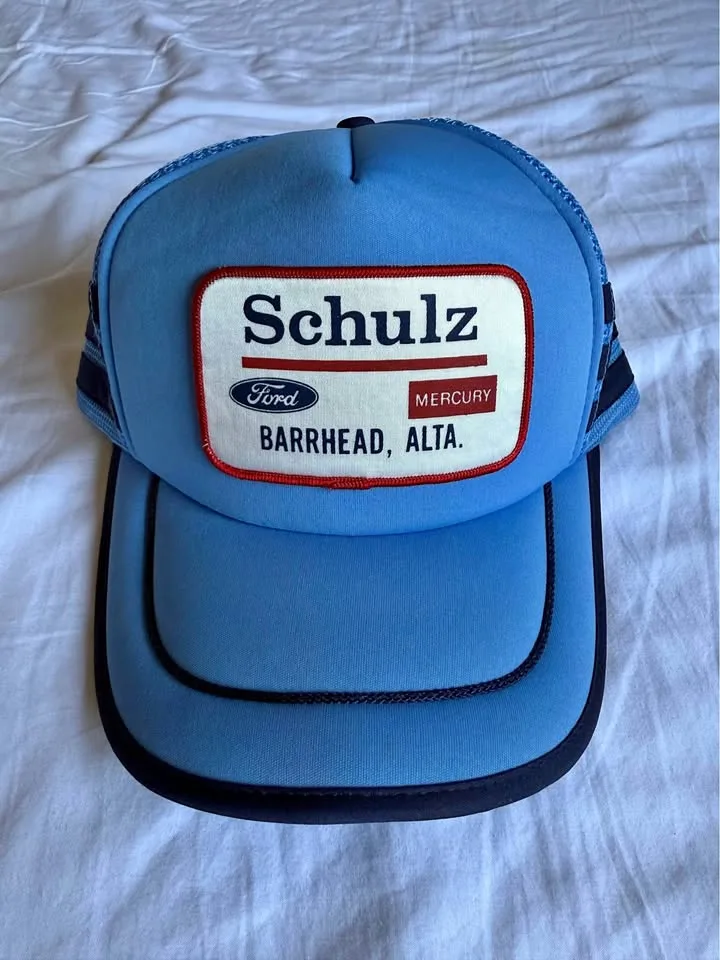 Schulz
Ford MERCURY
BARRHEAD, ALTA.